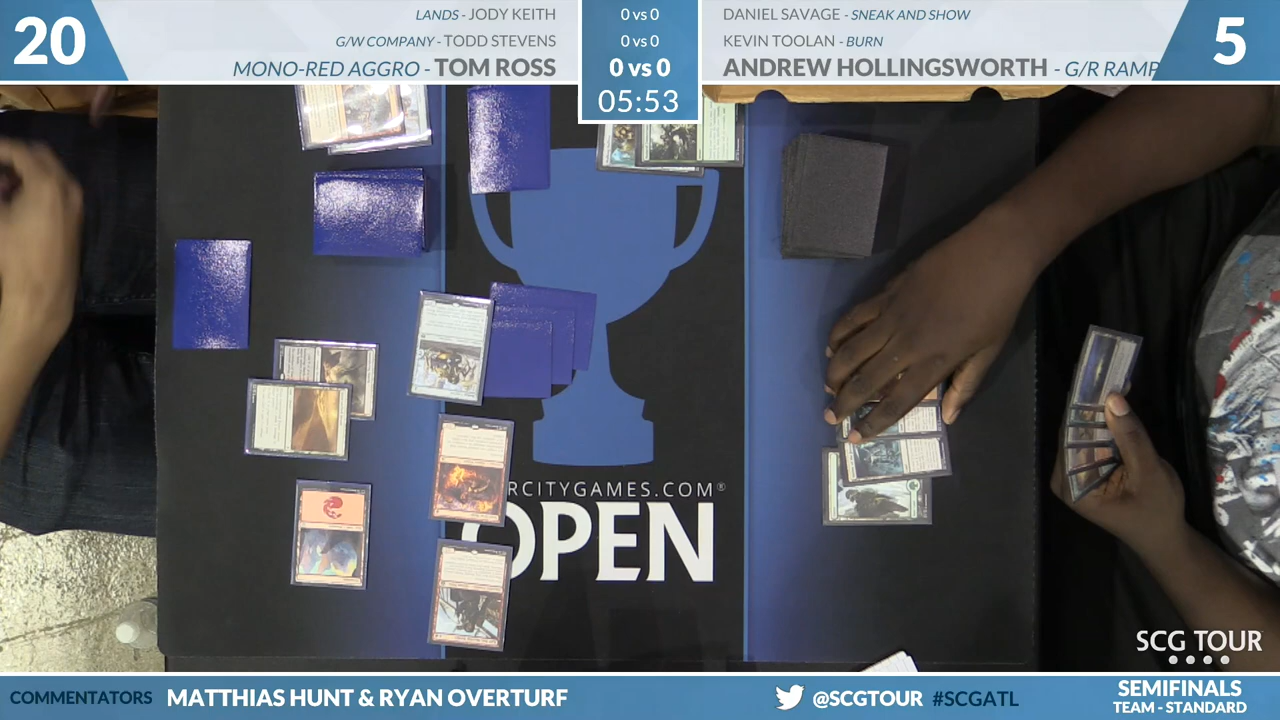 20
LANDS - JODY KEITH
G/W COMPANY - TODD STEVENS
MONO-RED AGGRO - TOM ROSS
0 vs 0
0 vs 0
0 vs 0
05:53
DANIEL SAVAGE - SNEAK AND SHOW
KEVIN TOOLAN - BURN
ANDREW HOLLINGSWORTH - G/R RAMP
5
RCITYGAMES.COM®
OPEN
SCG TOUR
COMMENTATORS MATTHIAS HUNT & RYAN OVERTURF
@SCGTOUR #SCGATL
SEMIFINALS
TEAM - STANDARD